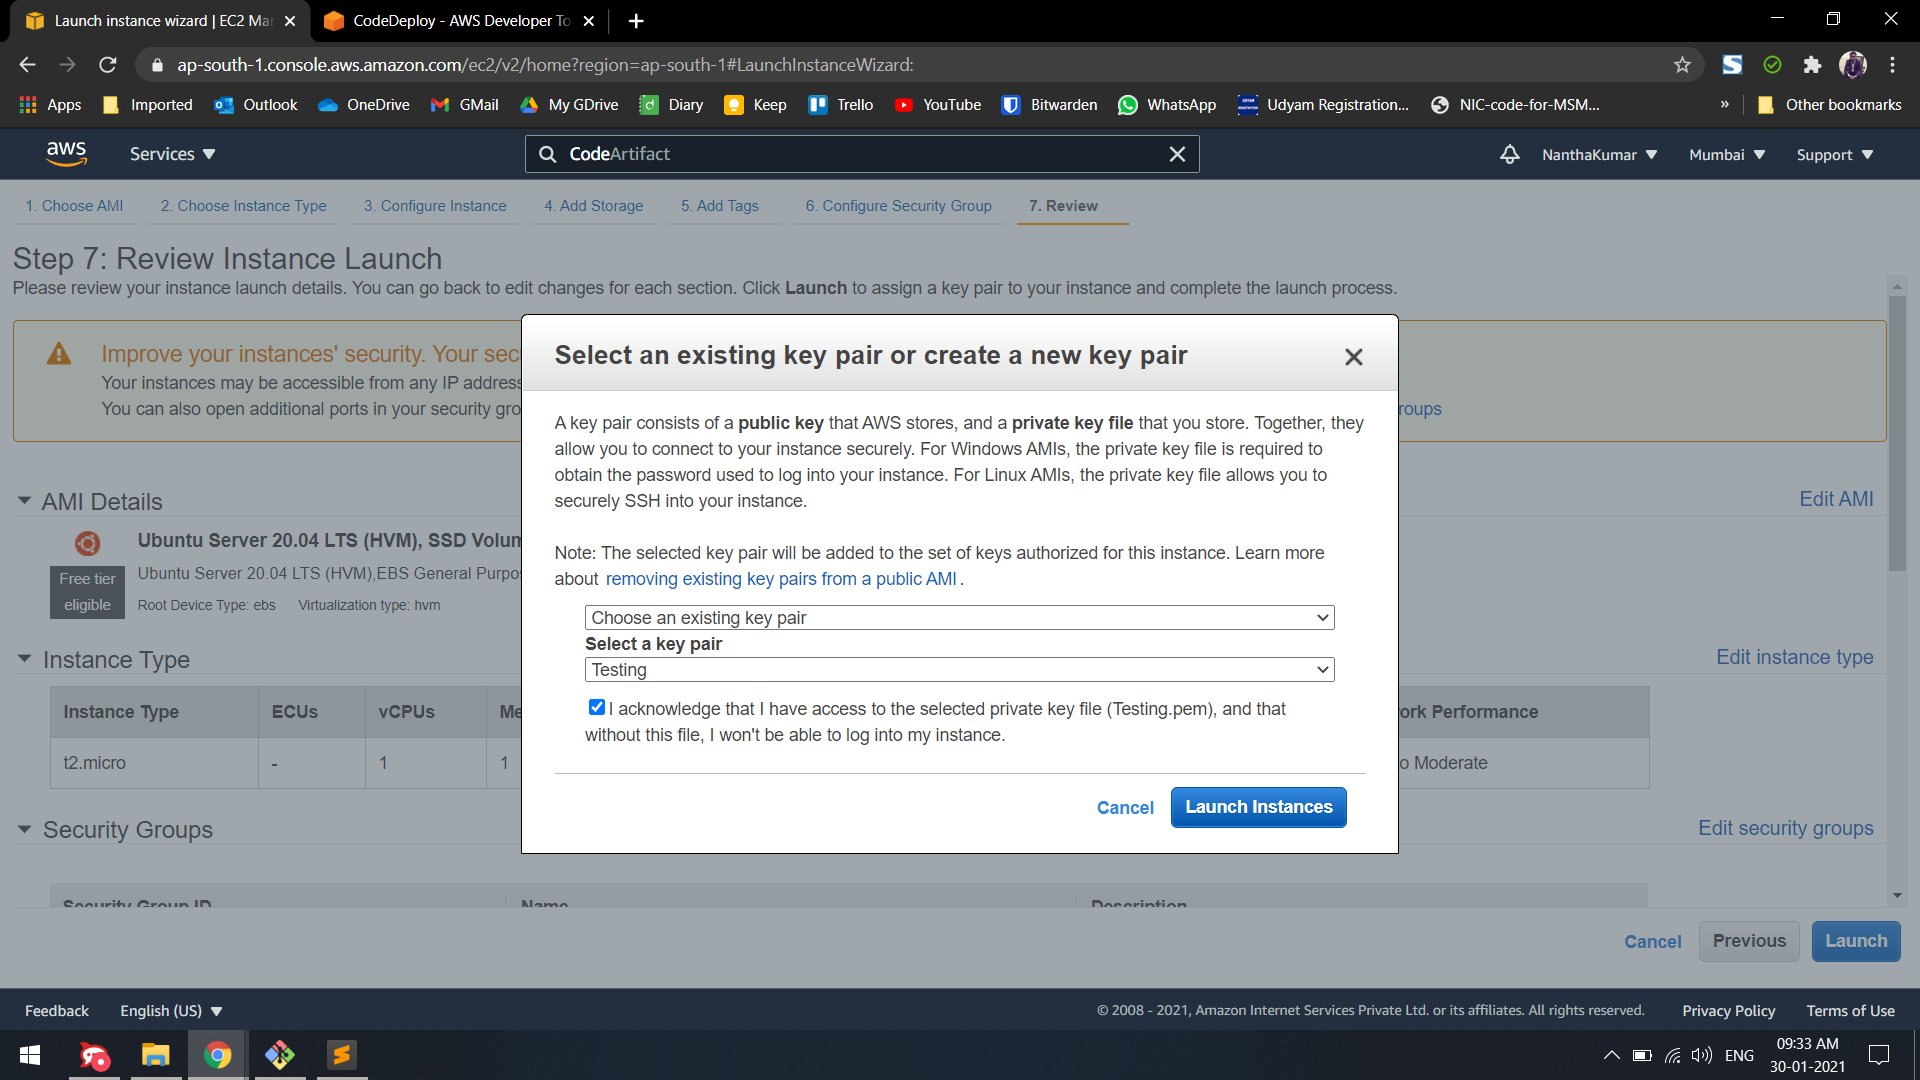 Launch instance wizard | EC2 Mar
CodeDeploy - AWS Developer To
ap-south-1.console.aws.amazon.com/ec2/v2/home?region=ap-south-1#LaunchInstanceWizard:
Apps Imported Outlook OneDrive GMail My GDrive Diary Keep Trello YouTube Bitwarden WhatsApp Udyam Registration... NIC-code-for-MSM... » Other bookmarks
aws Services CodeArtifact NanthaKumar Mumbai Support
1. Choose AMI 2. Choose Instance Type 3. Configure Instance 4. Add Storage 5. Add Tags 6. Configure Security Group 7. Review
Step 7: Review Instance Launch
Please review your instance launch details. You can go back to edit changes for each section. Click Launch to assign a key pair to your instance and complete the launch process.
Improve your instances' security. Your sec
Your instances may be accessible from any IP address
You can also open additional ports in your security gro
roups
Select an existing key pair or create a new key pair
A key pair consists of a public key that AWS stores, and a private key file that you store. Together, they
allow you to connect to your instance securely. For Windows AMIs, the private key file is required to
obtain the password used to log into your instance. For Linux AMIs, the private key file allows you to
securely SSH into your instance.
Note: The selected key pair will be added to the set of keys authorized for this instance. Learn more
about removing existing key pairs from a public AMI .
Choose an existing key pair
Select a key pair
Testing
I acknowledge that I have access to the selected private key file (Testing.pem), and that
without this file, I won't be able to log into my instance.
Cancel Launch Instances
AMI Details Edit AMI
Ubuntu Server 20.04 LTS (HVM), SSD Volum
Free tier
eligible
Ubuntu Server 20.04 LTS (HVM),EBS General Purpo
Root Device Type: ebs Virtualization type: hvm
Instance Type Edit instance type
Instance Type ECUs vCPUs Me ork Performance
t2.micro - 1 1 o Moderate
Security Groups Edit security groups
Security Group ID Name Description
Cancel Previous Launch
Feedback English (US) © 2008 - 2021, Amazon Internet Services Private Ltd. or its affiliates. All rights reserved. Privacy Policy Terms of Use
ENG 09:33 AM
30-01-2021